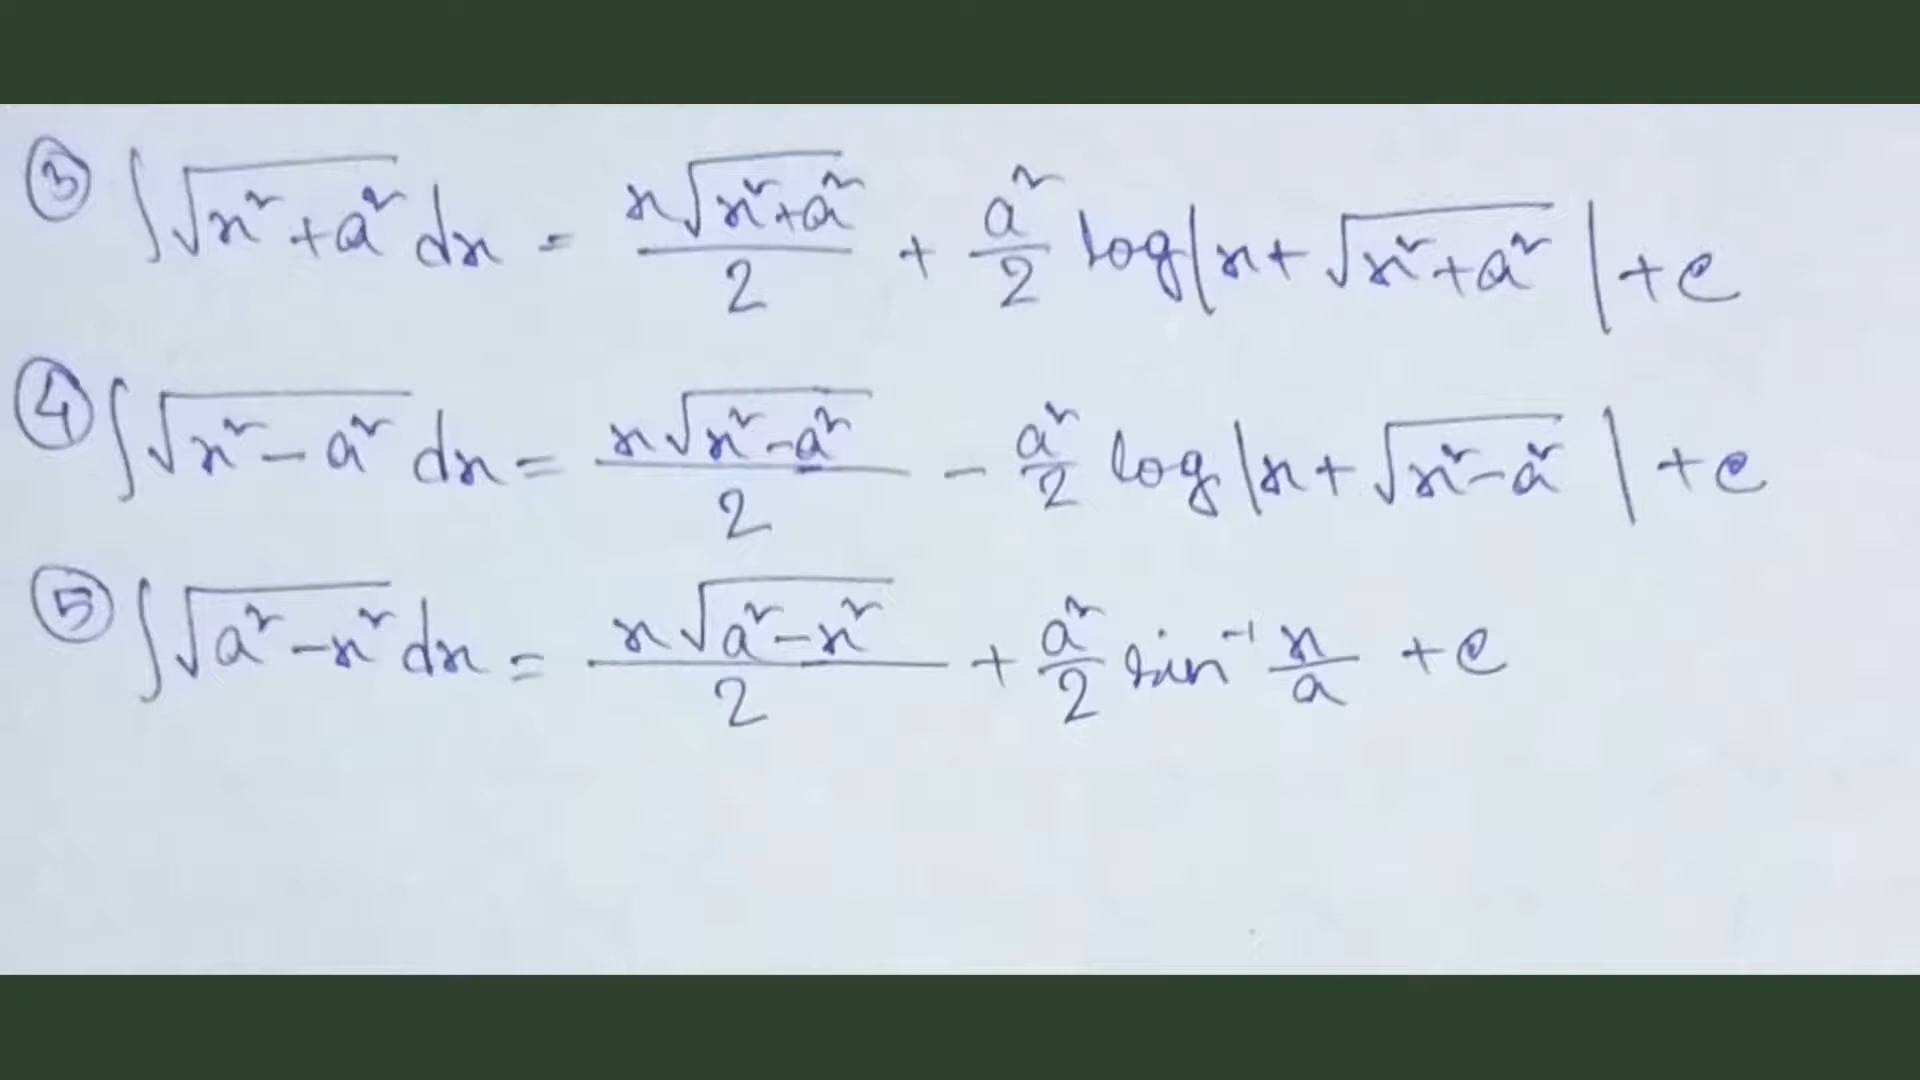 ③ ∫√(x²+a²) dx = x√(x²+a²)/2 + a²/2 log|x+√(x²+a²)| + c
④ ∫√(x²-a²) dx = x√(x²-a²)/2 - a²/2 log|x+√(x²-a²)| + c
⑤ ∫√(a²-x²) dx = x√(a²-x²)/2 + a²/2 sin⁻¹ x/a + c